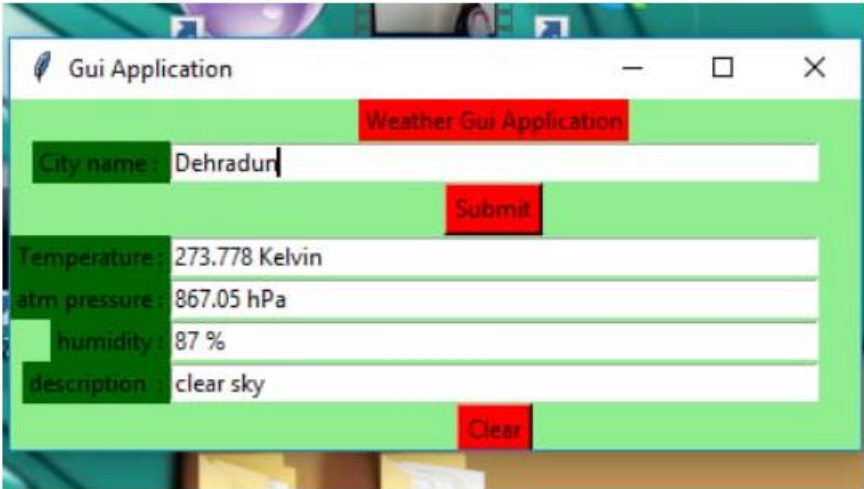 Gui Application
Weather Gui Application
City name : Dehradun
Submit
Temperature : 273.778 Kelvin
atm pressure : 867.05 hPa
humidity : 87 %
description : clear sky
Clear